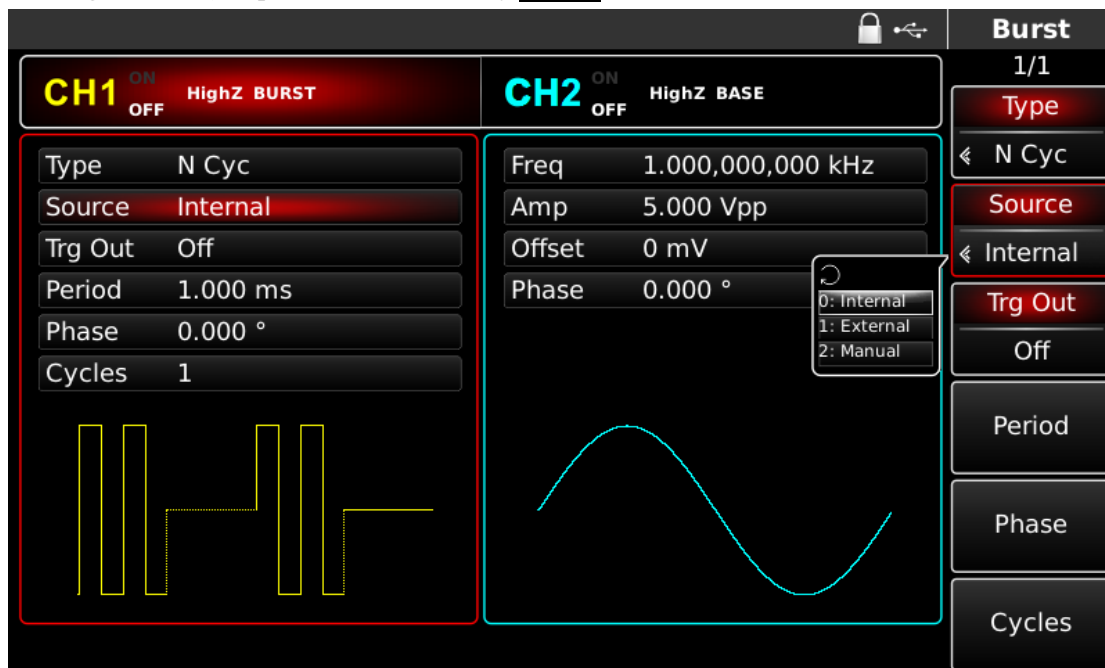 Burst
1/1
CH1 ON OFF HighZ BURST
CH2 ON OFF HighZ BASE
Type N Cyc
Source Internal
Trg Out Off
Period 1.000 ms
Phase 0.000 °
Cycles 1
Freq 1.000,000,000 kHz
Amp 5.000 Vpp
Offset 0 mV
Phase 0.000 °
0: Internal
1: External
2: Manual
Type
N Cyc
Source
Internal
Trg Out
Off
Period
Phase
Cycles